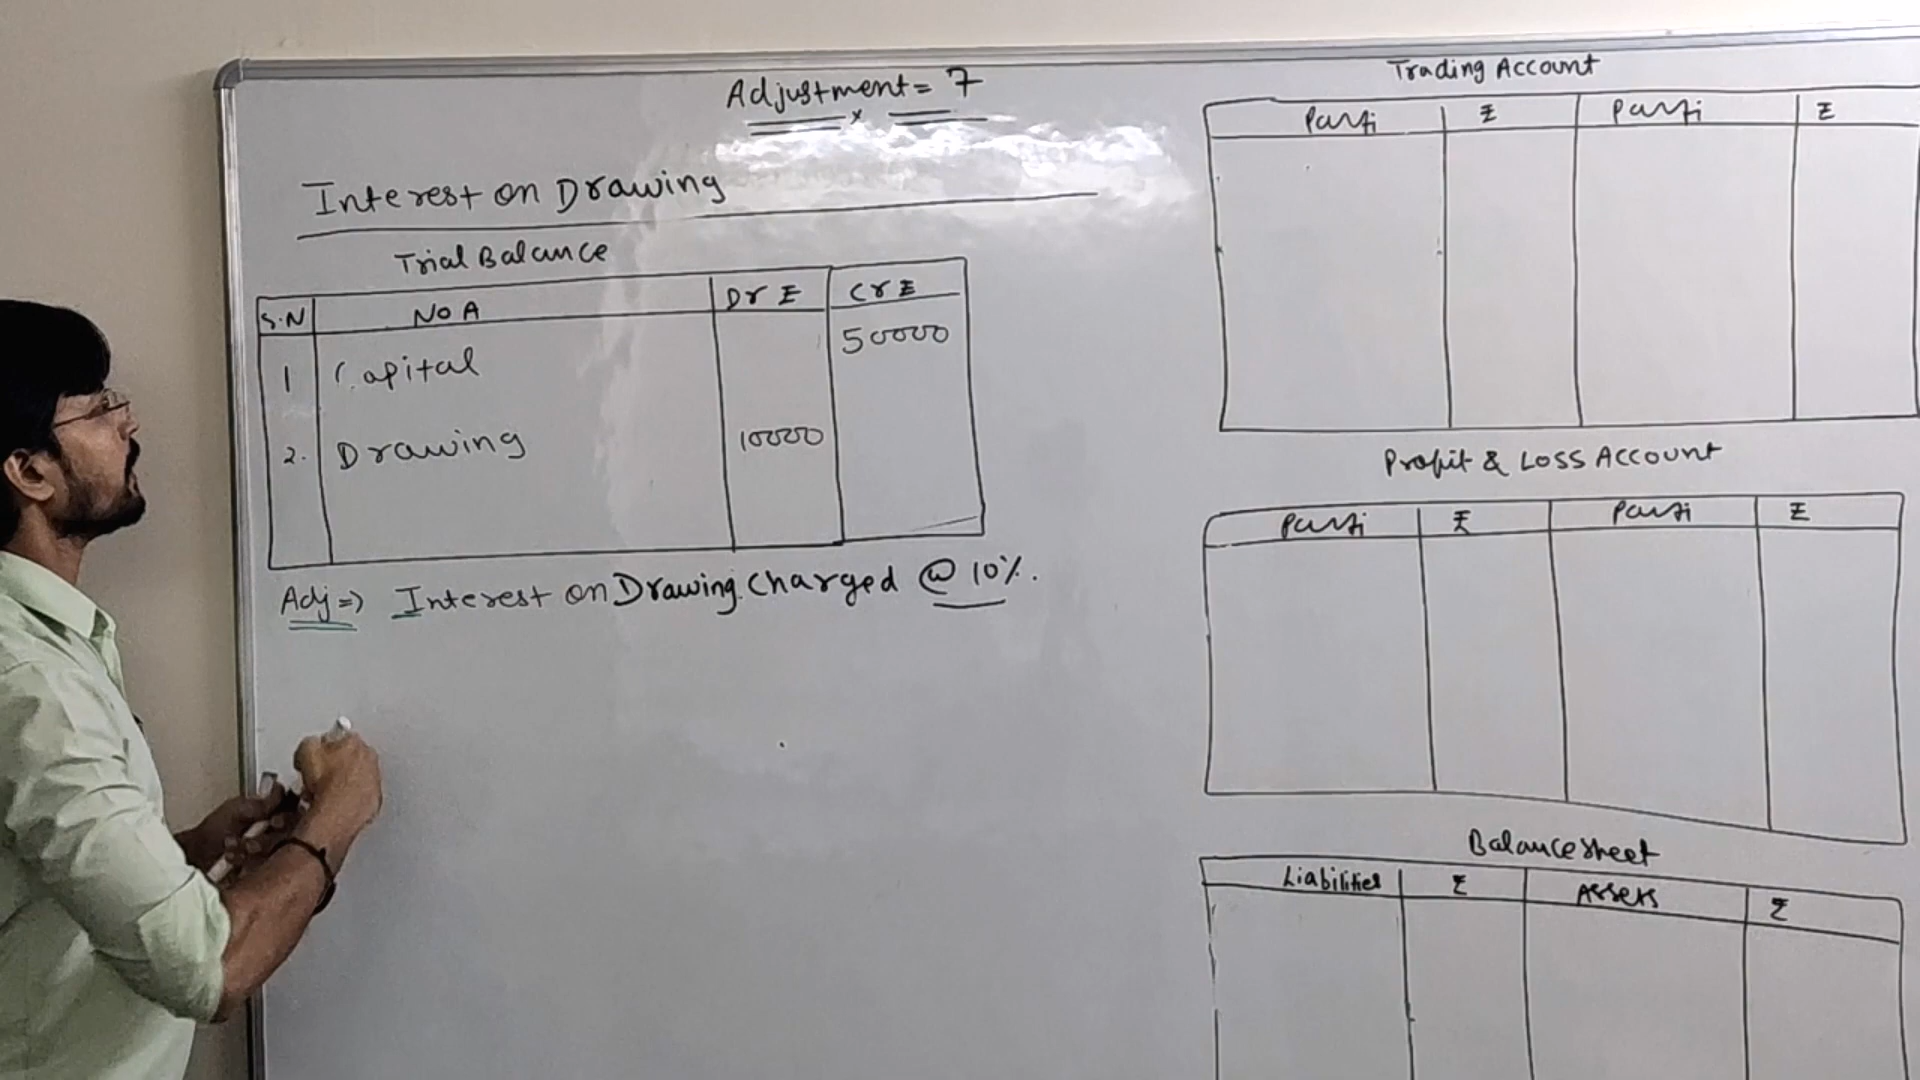 Adjustment = 7
Interest on Drawing
Trial Balance
S.N NOA Dr ₹ Cr ₹
1 Capital 50000
2. Drawing 10000
Adj => Interest on Drawing. Charged @ 10%.
Trading Account
Parti ₹ Parti ₹
Profit & Loss Account
Parti ₹ Parti ₹
Balance sheet
Liabilities ₹ Assets ₹